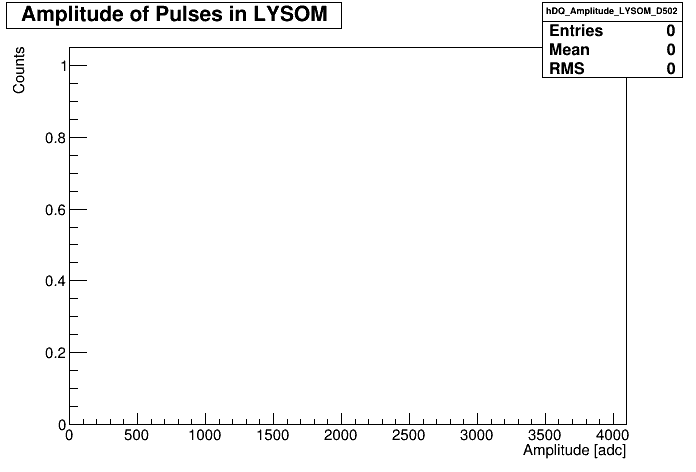 Amplitude of Pulses in LYSOM
hDQ_Amplitude_LYSOM_D502
Entries 0
Mean 0
RMS 0
Counts
1
0.8
0.6
0.4
0.2
0
0 500 1000 1500 2000 2500 3000 3500 4000
Amplitude [adc]